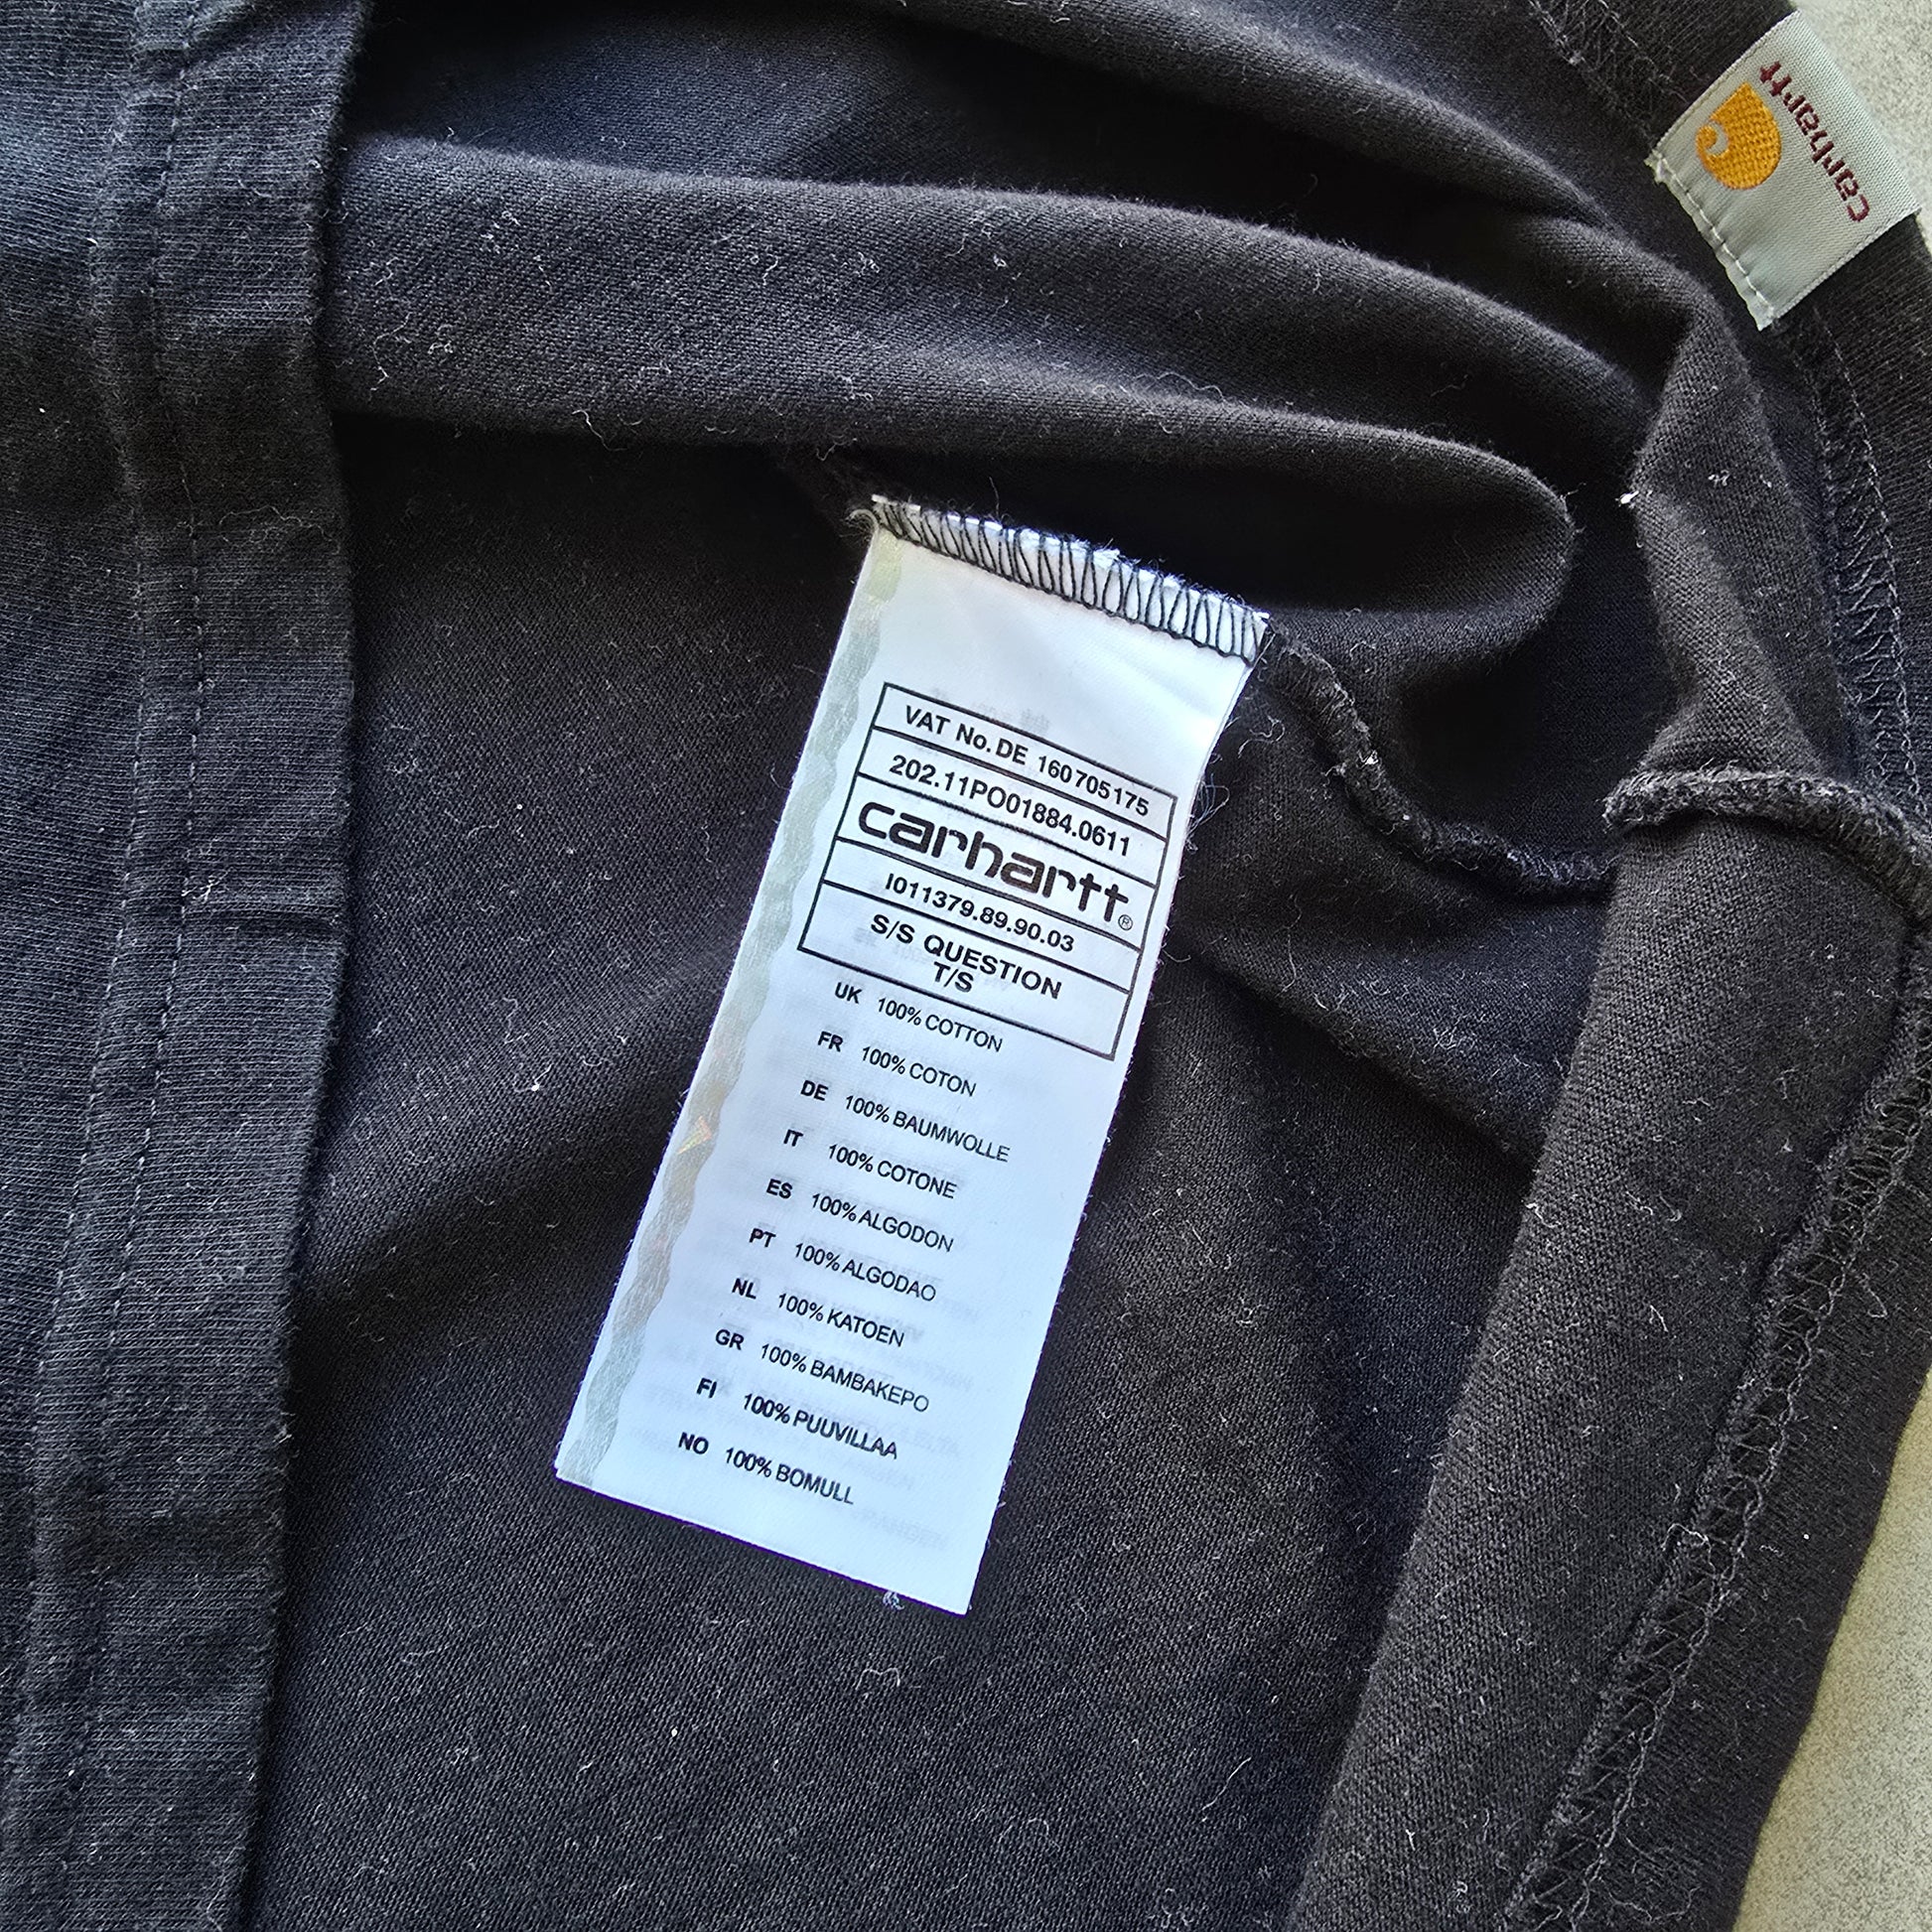 carhartt
VAT No. DE 160705175
202.11PO01884.0611
carhartt®
I011379.89.90.03
S/S QUESTION
T/S
UK 100% COTTON
FR 100% COTON
DE 100% BAUMWOLLE
IT 100% COTONE
ES 100% ALGODON
PT 100% ALGODAO
NL 100% KATOEN
GR 100% BAMBAKEPO
FI 100% PUUVILLAA
NO 100% BOMULL